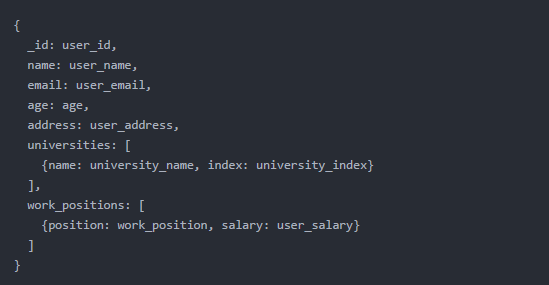 {
  _id: user_id,
  name: user_name,
  email: user_email,
  age: age,
  address: user_address,
  universities: [
    {name: university_name, index: university_index}
  ],
  work_positions: [
    {position: work_position, salary: user_salary}
  ]
}